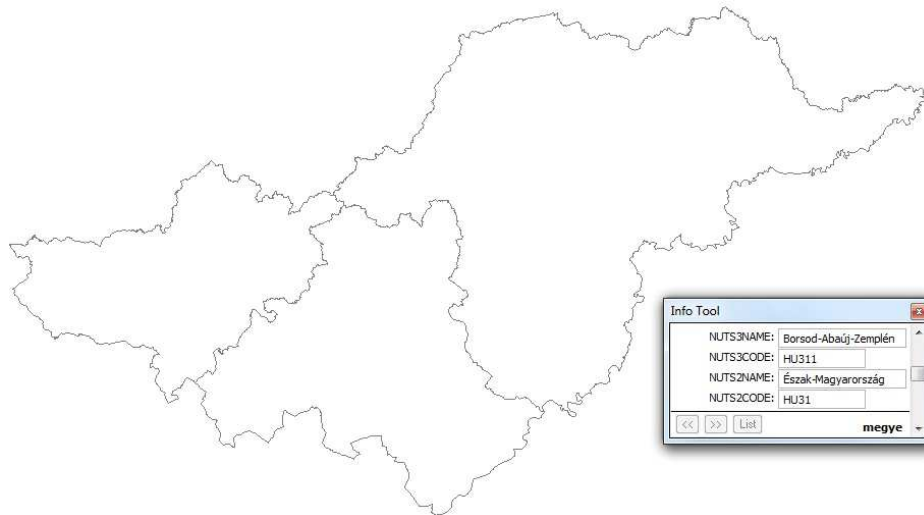 Info Tool
NUTS3NAME: Borsod-Abaúj-Zemplén
NUTS3CODE: HU311
NUTS2NAME: Észak-Magyarország
NUTS2CODE: HU31
<< >> List megye